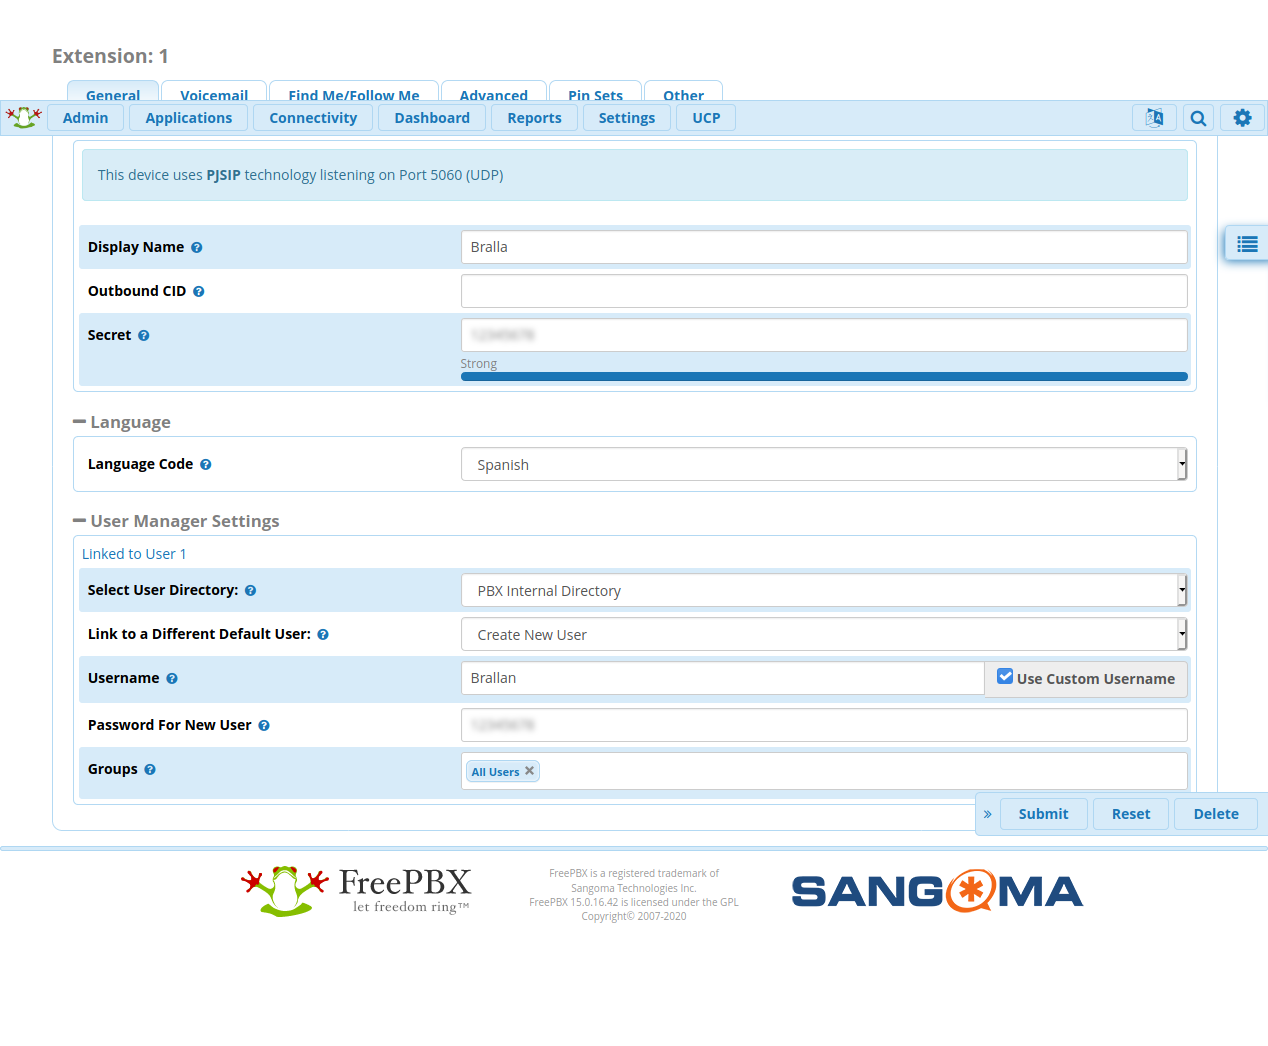 Extension: 1
General Voicemail Find Me/Follow Me Advanced Pin Sets Other
Admin Applications Connectivity Dashboard Reports Settings UCP
This device uses PJSIP technology listening on Port 5060 (UDP)
Display Name Bralla
Outbound CID
Secret
Strong
Language
Language Code Spanish
User Manager Settings
Linked to User 1
Select User Directory: PBX Internal Directory
Link to a Different Default User: Create New User
Username Brallan Use Custom Username
Password For New User
Groups All Users
» Submit Reset Delete
FreePBX
let freedom ring™
FreePBX is a registered trademark of
Sangoma Technologies Inc.
FreePBX 15.0.16.42 is licensed under the GPL
Copyright© 2007-2020
SANGOMA